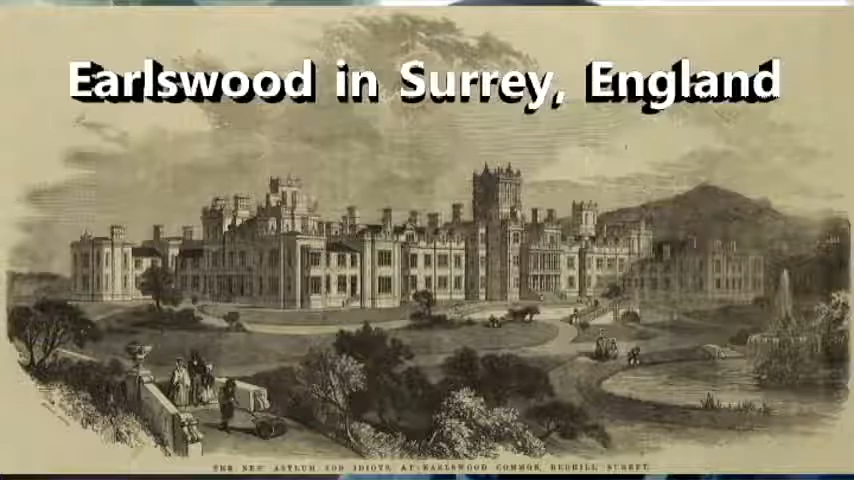 Earlswood in Surrey, England
THE NEW ASYLUM FOR IDIOTS, AT EARLSWOOD COMMON, REDHILL SURREY.